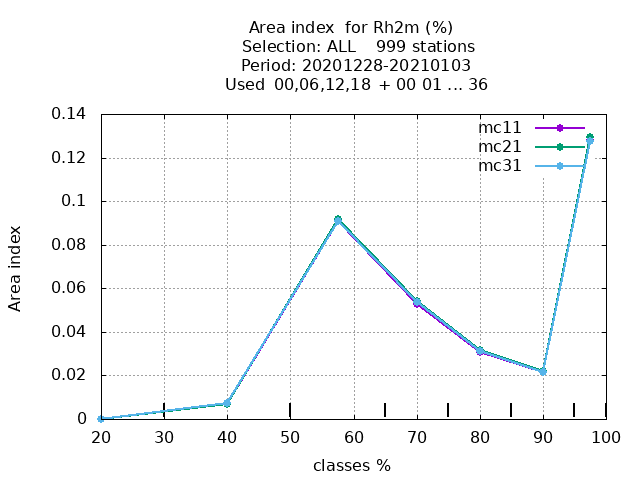 Area index  for Rh2m (%)
Selection: ALL    999 stations
Period: 20201228-20210103
Used  00,06,12,18  + 00 01 ... 36
0.14
0.12
0.1
0.08
0.06
0.04
0.02
0
Area index
mc11
mc21
mc31
20 30 40 50 60 70 80 90 100
classes %